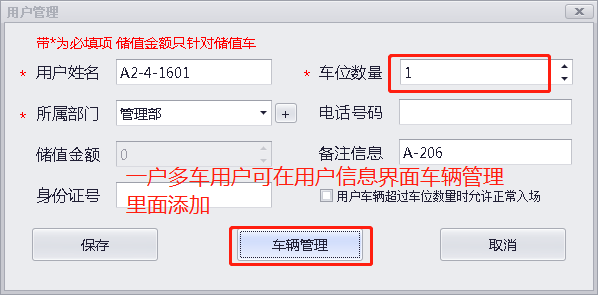 用户管理
带*为必填项 储值金额只针对储值车
* 用户姓名 A2-4-1601 * 车位数量 1
* 所属部门 管理部 + 电话号码
储值金额 0 备注信息 A-206
一户多车用户可在用户信息界面车辆管理
里面添加
身份证号 用户车辆超过车位数量时允许正常入场
保存 车辆管理 取消